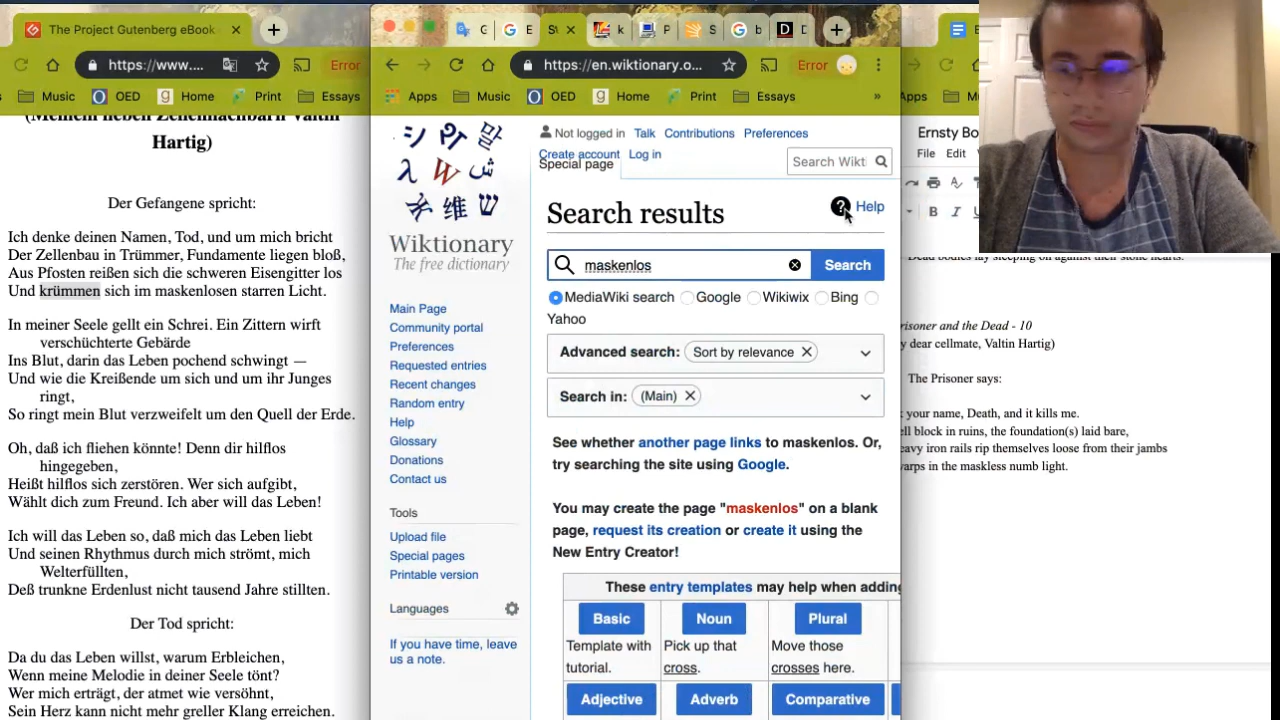 The Project Gutenberg eBook
https://www....
Error
Music
OED
Home
Print
Essays
(Meinem lieben Zellennachbarn Valtin
Hartig)
Der Gefangene spricht:
Ich denke deinen Namen, Tod, und um mich bricht
Der Zellenbau in Trümmer, Fundamente liegen bloß,
Aus Pfosten reißen sich die schweren Eisengitter los
Und krümmen sich im maskenlosen starren Licht.
In meiner Seele gellt ein Schrei. Ein Zittern wirft
verschüchterte Gebärde
Ins Blut, darin das Leben pochend schwingt —
Und wie die Kreißende um sich und um ihr Junges
ringt,
So ringt mein Blut verzweifelt um den Quell der Erde.
Oh, daß ich fliehen könnte! Denn dir hilflos
hingegeben,
Heißt hilflos sich zerstören. Wer sich aufgibt,
Wählt dich zum Freund. Ich aber will das Leben!
Ich will das Leben so, daß mich das Leben liebt
Und seinen Rhythmus durch mich strömt, mich
Welterfüllten,
Deß trunkne Erdenlust nicht tausend Jahre stillten.
Der Tod spricht:
Da du das Leben willst, warum Erbleichen,
Wenn meine Melodie in deiner Seele tönt?
Wer mich erträgt, der atmet wie versöhnt,
Sein Herz kann nicht mehr greller Klang erreichen.
https://en.wiktionary.o...
Error
Apps
Music
OED
Home
Print
Essays
»
Wiktionary
The free dictionary
Main Page
Community portal
Preferences
Requested entries
Recent changes
Random entry
Help
Glossary
Donations
Contact us
Tools
Upload file
Special pages
Printable version
Languages
If you have time, leave
us a note.
Not logged in Talk Contributions Preferences
Create account Log in
Special page
Search Wikti
Search results
Help
maskenlos
Search
MediaWiki search Google Wikiwix Bing
Yahoo
Advanced search: Sort by relevance
Search in: (Main)
See whether another page links to maskenlos. Or,
try searching the site using Google.
You may create the page "maskenlos" on a blank
page, request its creation or create it using the
New Entry Creator!
These entry templates may help when adding
Basic
Template with
tutorial.
Noun
Pick up that
cross.
Plural
Move those
crosses here.
Adjective
Adverb
Comparative
Apps
Ernsty Bo
File Edit
B I
Dead bodies lay sleeping on against their stone hearts.
risoner and the Dead - 10
dear cellmate, Valtin Hartig)
The Prisoner says:
your name, Death, and it kills me.
ell block in ruins, the foundation(s) laid bare,
eavy iron rails rip themselves loose from their jambs
warps in the maskless numb light.